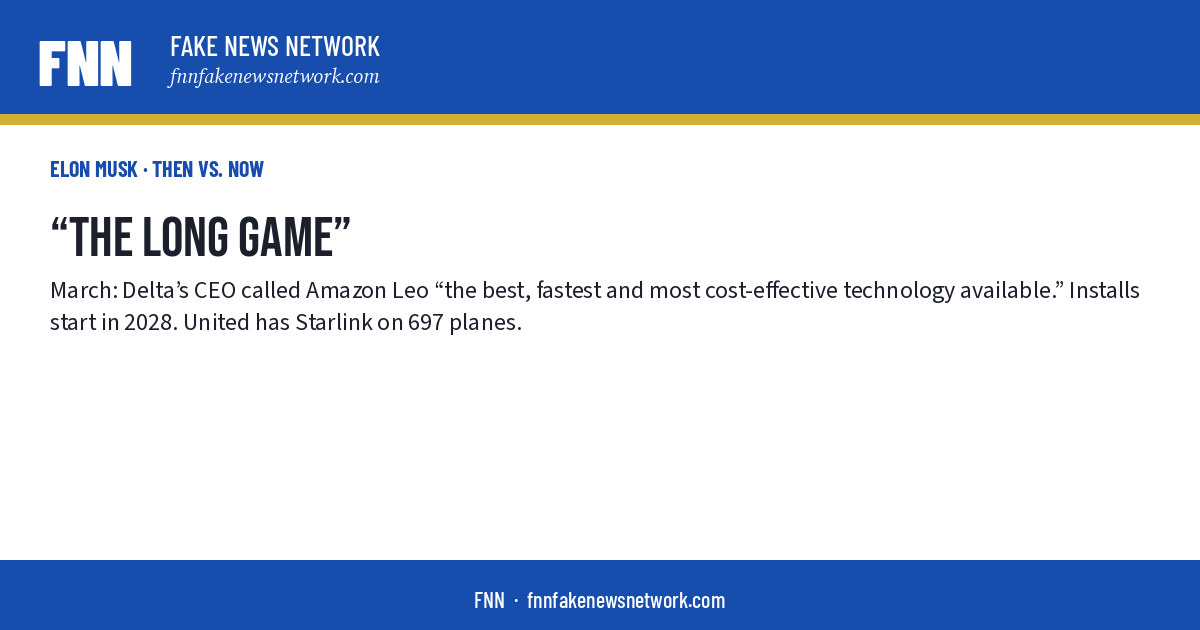 FNN
FAKE NEWS NETWORK
fnnfakenewsnetwork.com
ELON MUSK · THEN VS. NOW
“THE LONG GAME”
March: Delta’s CEO called Amazon Leo “the best, fastest and most cost-effective technology available.” Installs
start in 2028. United has Starlink on 697 planes.
FNN · fnnfakenewsnetwork.com